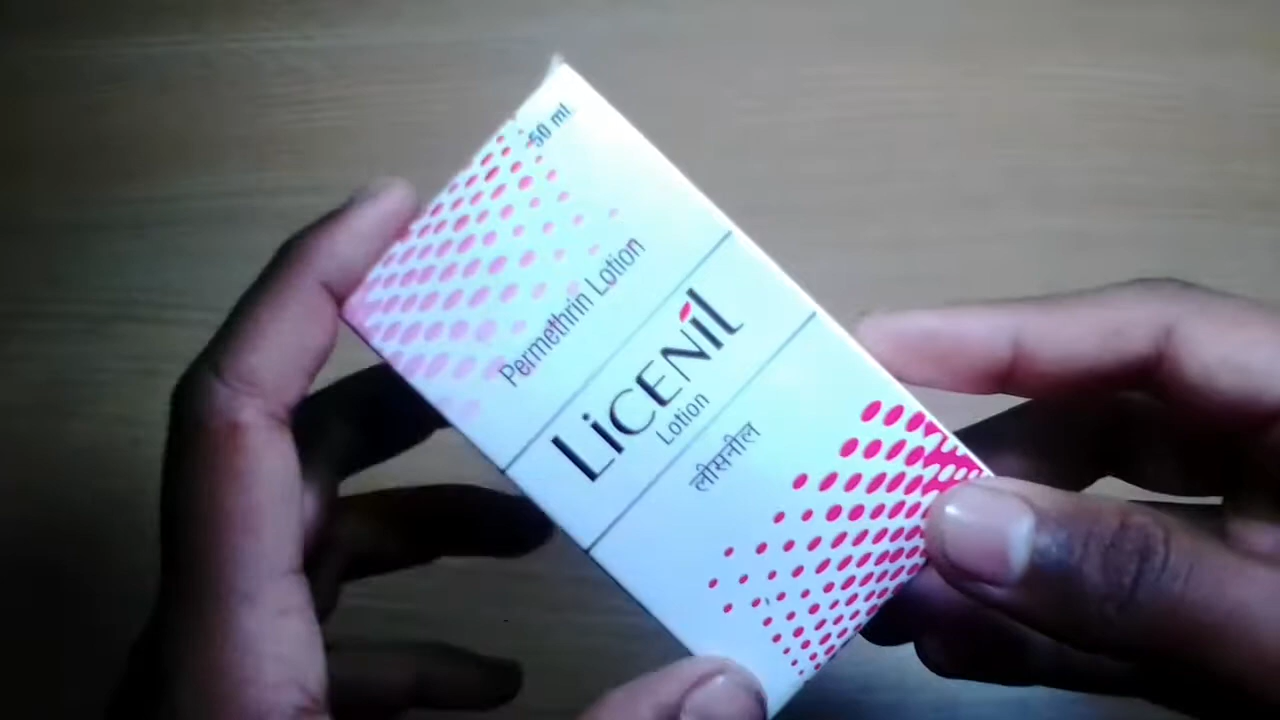 50 ml.
Permethrin Lotion
LiCENiL
Lotion
लीसनील